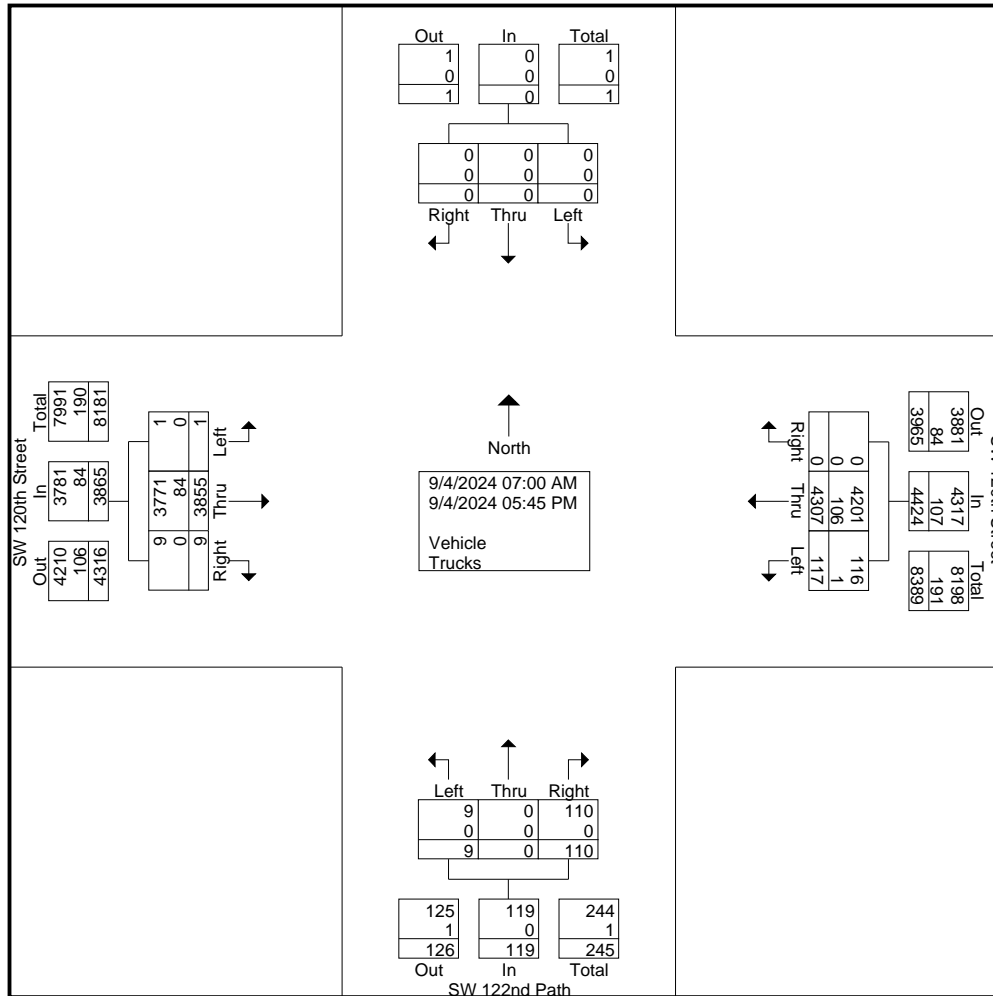 Out In Total
1 0 1
0 0 0
1 0 1
0 0 0
0 0 0
0 0 0
Right Thru Left
SW 120th Street
Out In Total
4210 3781 7991
106 84 190
4316 3865 8181
9 3771 1
0 84 0
9 3855 1
Right Thru Left
North
9/4/2024 07:00 AM
9/4/2024 05:45 PM
Vehicle
Trucks
Out In Total
3881 4317 8198
84 107 191
3965 4424 8389
0 4201 116
0 106 1
0 4307 117
Right Thru Left
Left Thru Right
9 0 110
0 0 0
9 0 110
125 119 244
1 0 1
126 119 245
Out In Total
SW 122nd Path